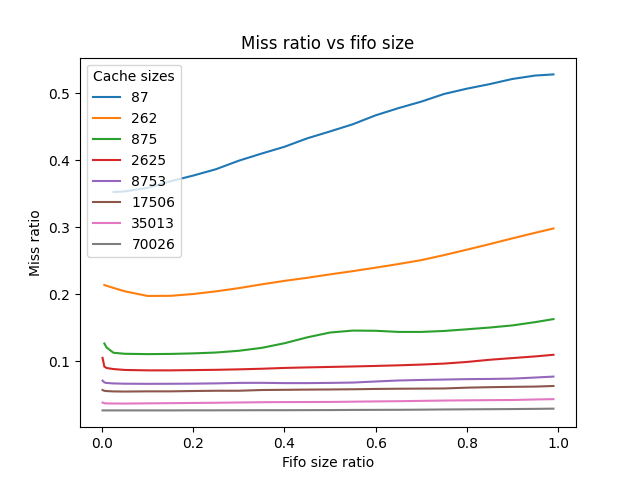 Miss ratio vs fifo size
Cache sizes
87
262
875
2625
8753
17506
35013
70026
Miss ratio
0.5
0.4
0.3
0.2
0.1
0.0 0.2 0.4 0.6 0.8 1.0
Fifo size ratio